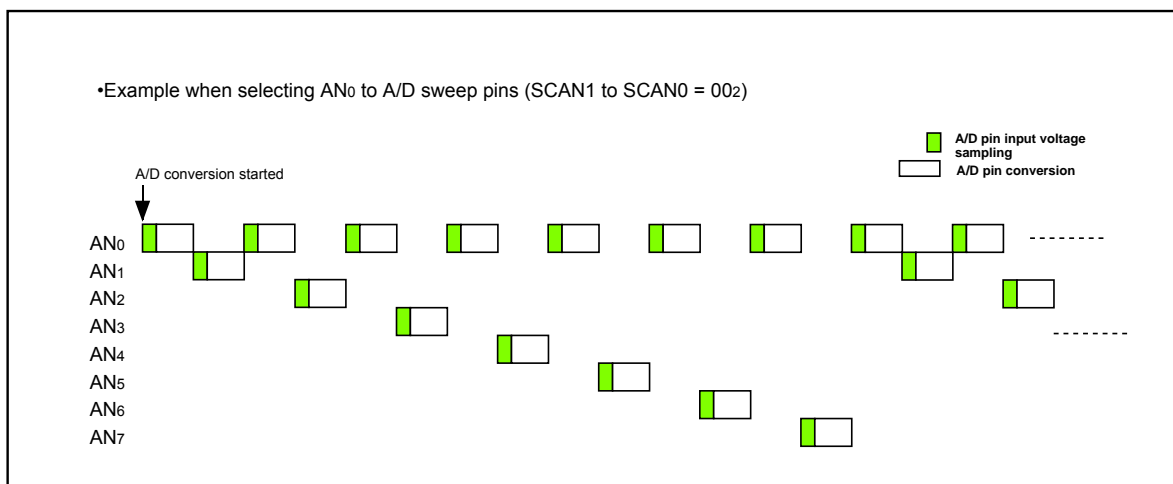 •Example when selecting AN0 to A/D sweep pins (SCAN1 to SCAN0 = 002)
A/D pin input voltage
sampling
A/D pin conversion
A/D conversion started
AN0
AN1
AN2
AN3
AN4
AN5
AN6
AN7